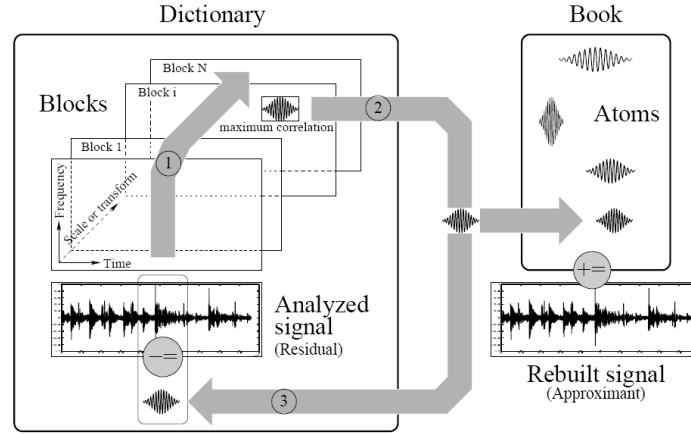 Dictionary
Book
Block N
Block i
Blocks
maximum correlation
Block 1
1
2
Atoms
Frequency
Scale or transform
Time
+=
Analyzed
signal
(Residual)
−=
Rebuilt signal
(Approximant)
3